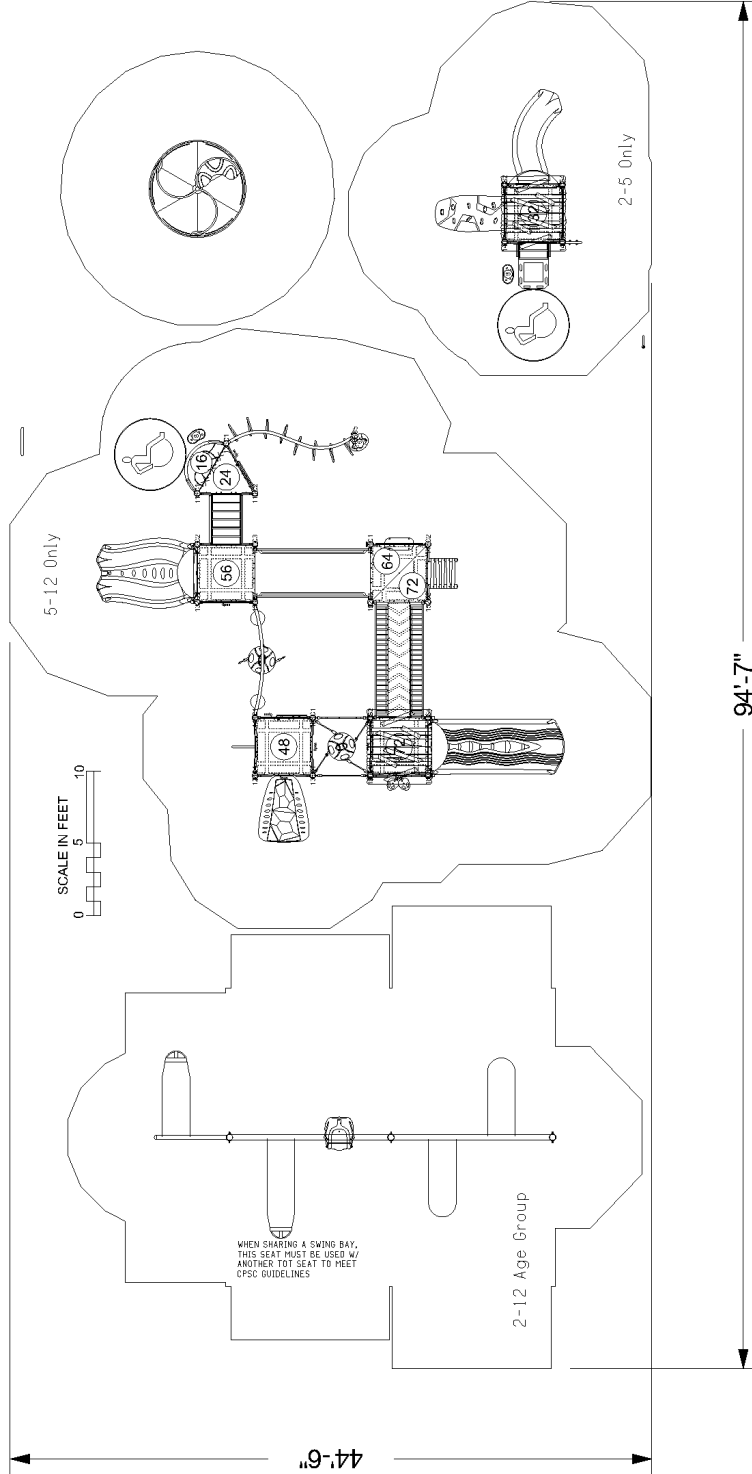 5-12 Only
2-5 Only
16
24
56
64
72
48
72
32
SCALE IN FEET
0 5 10
WHEN SHARING A SWING BAY,
THIS SEAT MUST BE USED W/
ANOTHER TOT SEAT TO MEET
CPSC GUIDELINES
2-12 Age Group
94'-7"
44'-6"